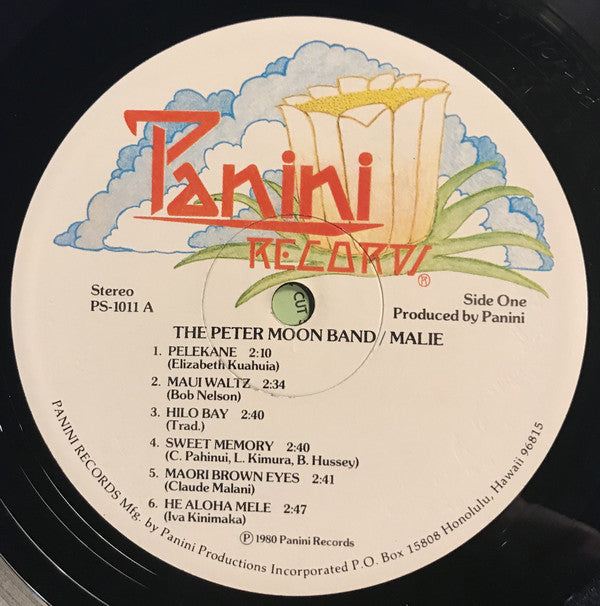 Panini
RECORDS®
Stereo
PS-1011 A
Side One
Produced by Panini
THE PETER MOON BAND/ MALIE
1. PELEKANE 2:10
(Elizabeth Kuahuia)
2. MAUI WALTZ 2:34
(Bob Nelson)
3. HILO BAY 2:40
(Trad.)
4. SWEET MEMORY 2:40
(C. Pahinui, L. Kimura, B. Hussey)
5. MAORI BROWN EYES 2:41
(Claude Malani)
6. HE ALOHA MELE 2:47
(Iva Kinimaka)
Ⓟ 1980 Panini Records
PANINI RECORDS Mfg. by Panini Productions Incorporated P.O. Box 15808 Honolulu, Hawaii 96815
CUT